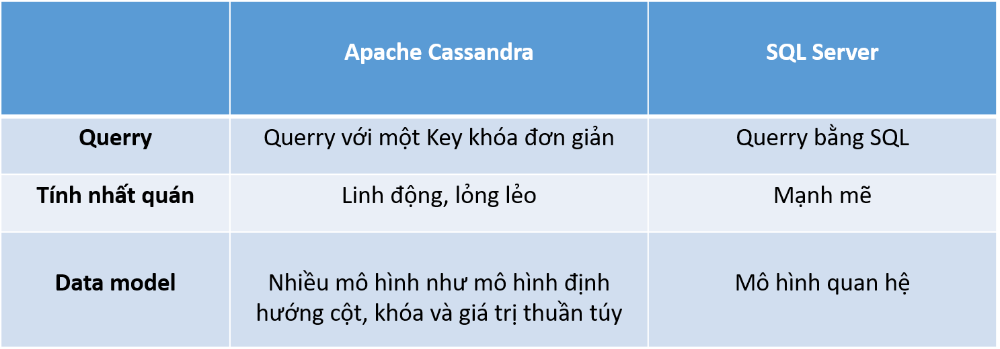 Apache Cassandra
SQL Server
Querry
Querry với một Key khóa đơn giản
Querry bằng SQL
Tính nhất quán
Linh động, lỏng lẻo
Mạnh mẽ
Data model
Nhiều mô hình như mô hình định
hướng cột, khóa và giá trị thuần túy
Mô hình quan hệ